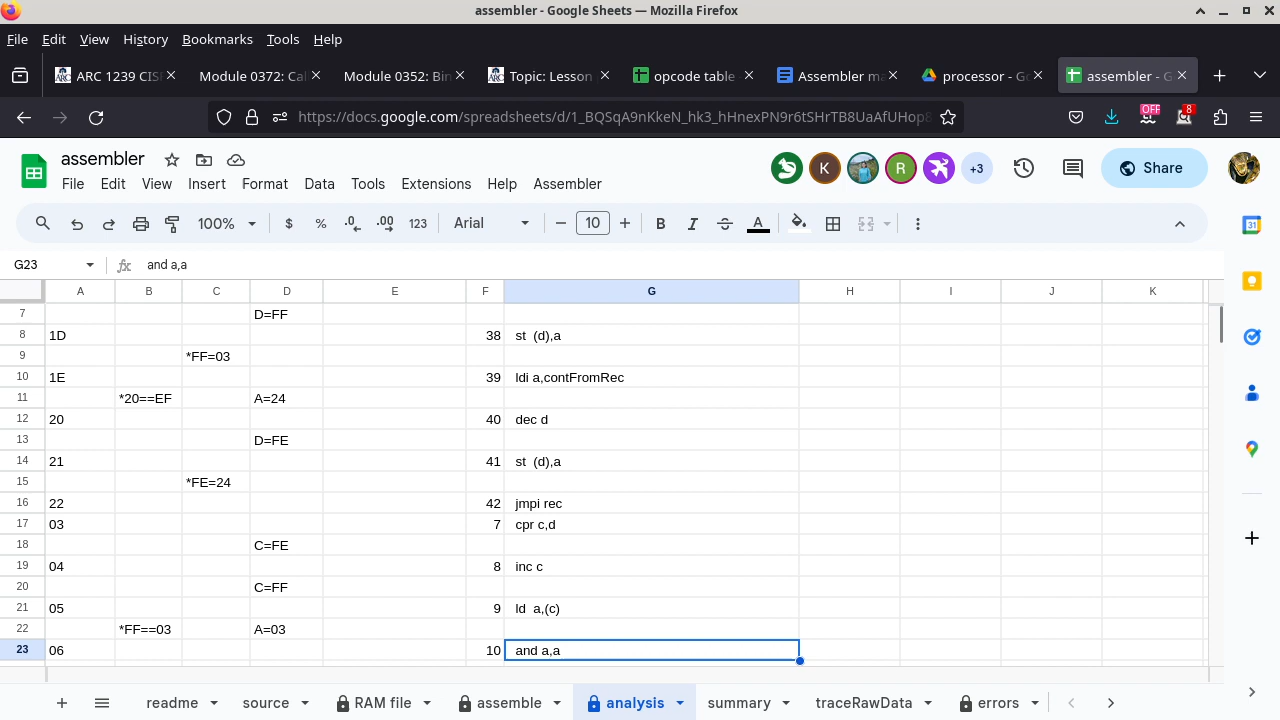 assembler - Google Sheets — Mozilla Firefox
File Edit View History Bookmarks Tools Help
ARC 1239 CIS Module 0372: Ca Module 0352: Bin Topic: Lesson opcode table Assembler ma processor - Go assembler - G
https://docs.google.com/spreadsheets/d/1_BQSqA9nKkeN_hk3_hHnexPN9r6tSHrTB8UaAfUHop8 OFF 8
assembler
K R +3 Share
File Edit View Insert Format Data Tools Extensions Help Assembler
100% $ % .0 .00 123 Arial 10 B I A
31
G23 fx and a,a
A B C D E F G H I J K
7 D=FF
8 1D 38 st (d),a
9 *FF=03
10 1E 39 ldi a,contFromRec
11 *20==EF A=24
12 20 40 dec d
13 D=FE
14 21 41 st (d),a
15 *FE=24
16 22 42 jmpi rec
17 03 7 cpr c,d
18 C=FE
19 04 8 inc c
20 C=FF
21 05 9 ld a,(c)
22 *FF==03 A=03
23 06 10 and a,a
readme source RAM file assemble analysis summary traceRawData errors